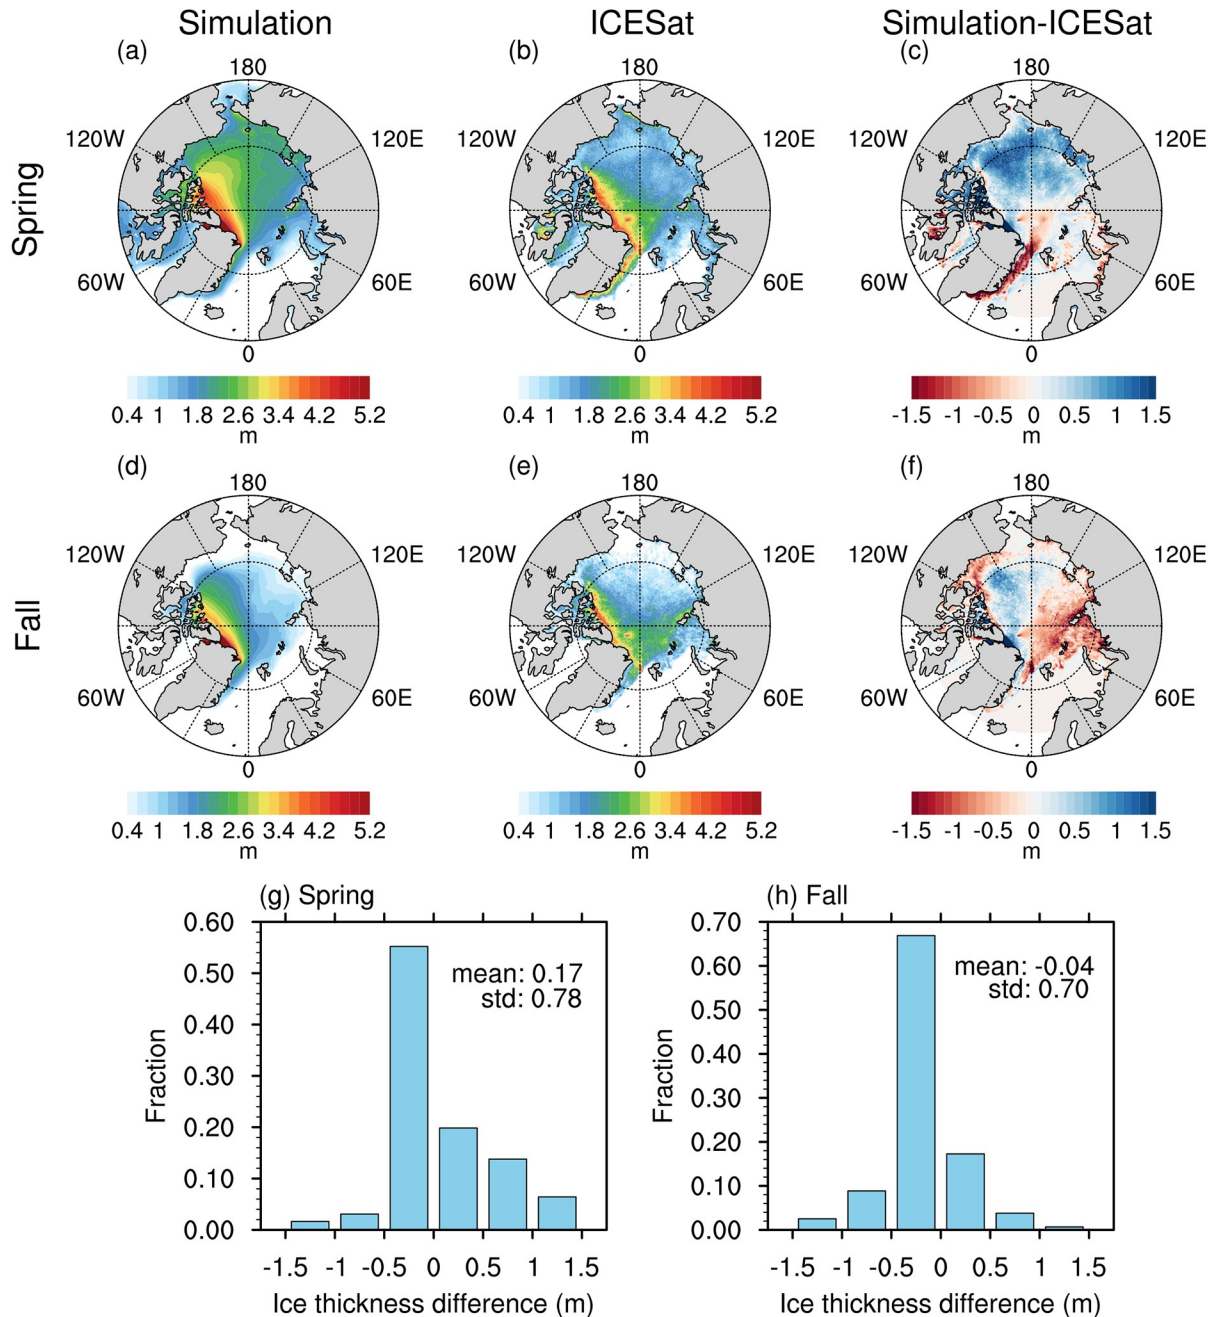 Simulation ICESat Simulation-ICESat
(a) (b) (c)
Spring
180 180 180
120W 120E 120W 120E 120W 120E
60W 60E 60W 60E 60W 60E
0 0 0
0.4 1 1.8 2.6 3.4 4.2 5.2 0.4 1 1.8 2.6 3.4 4.2 5.2 -1.5 -1 -0.5 0 0.5 1 1.5
m m m
(d) (e) (f)
Fall
180 180 180
120W 120E 120W 120E 120W 120E
60W 60E 60W 60E 60W 60E
0 0 0
0.4 1 1.8 2.6 3.4 4.2 5.2 0.4 1 1.8 2.6 3.4 4.2 5.2 -1.5 -1 -0.5 0 0.5 1 1.5
m m m
(g) Spring
mean: 0.17
std: 0.78
Fraction
0.60
0.50
0.40
0.30
0.20
0.10
0.00
-1.5 -1 -0.5 0 0.5 1 1.5
Ice thickness difference (m)
(h) Fall
mean: -0.04
std: 0.70
Fraction
0.70
0.60
0.50
0.40
0.30
0.20
0.10
0.00
-1.5 -1 -0.5 0 0.5 1 1.5
Ice thickness difference (m)